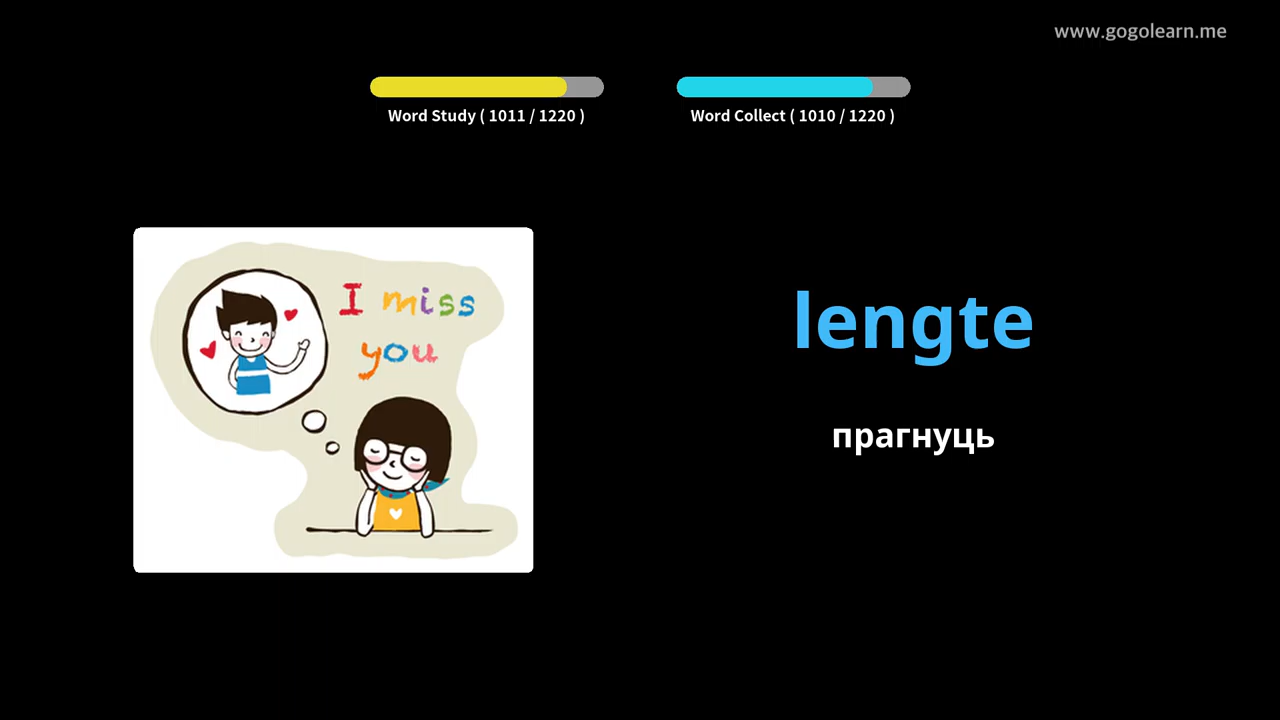 www.gogolearn.me
Word Study ( 1011 / 1220 )
Word Collect ( 1010 / 1220 )
I miss
you
lengte
прагнуць